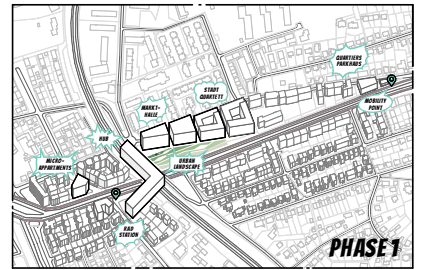 QUARTIERS
PARKHAUS
STADT
QUARTETT
MARKT-
HALLE
MOBILITY
POINT
HUB
MICRO-
APPARTMENTS
URBAN
LANDSCAPE
RAD
STATION
PHASE 1